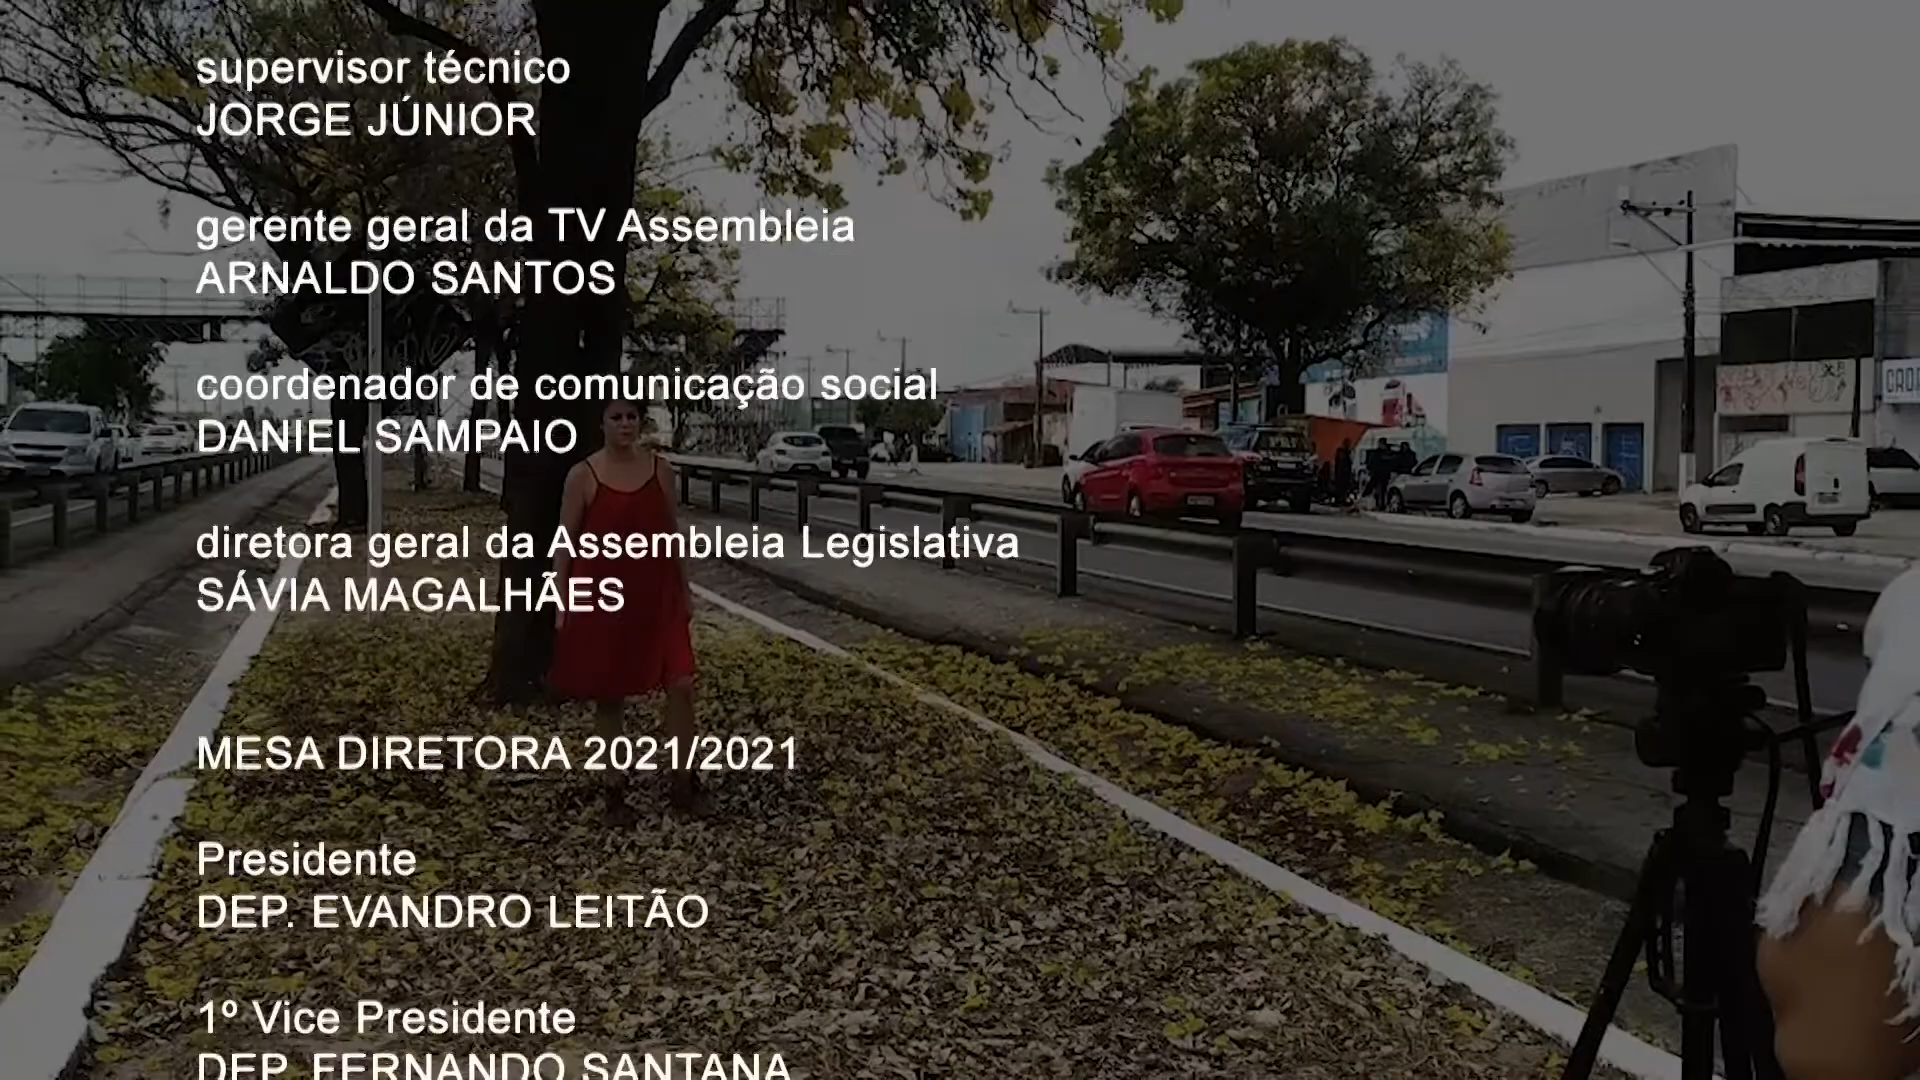 supervisor técnico
JORGE JÚNIOR
gerente geral da TV Assembleia
ARNALDO SANTOS
coordenador de comunicação social
DANIEL SAMPAIO
diretora geral da Assembleia Legislativa
SÁVIA MAGALHÃES
MESA DIRETORA 2021/2021
Presidente
DEP. EVANDRO LEITÃO
1º Vice Presidente
DEP. FERNANDO SANTANA